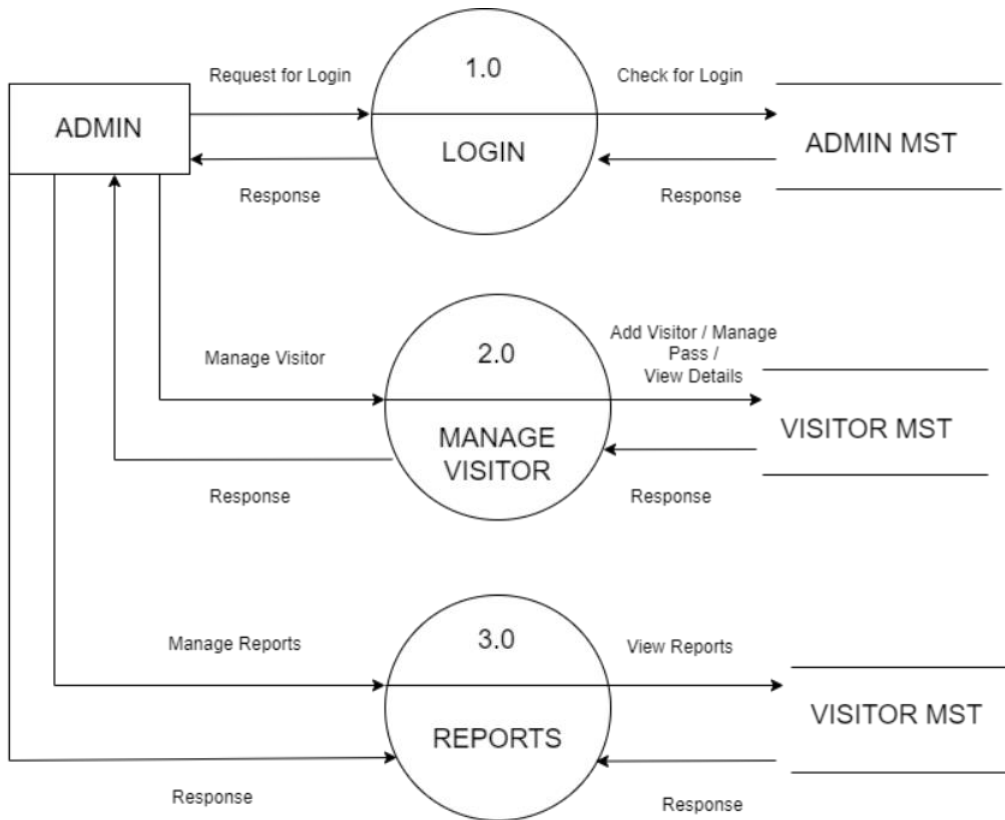 Request for Login
1.0
Check for Login
ADMIN
LOGIN
ADMIN MST
Response
Response
Manage Visitor
2.0
Add Visitor / Manage
Pass /
View Details
MANAGE
VISITOR
VISITOR MST
Response
Response
Manage Reports
3.0
View Reports
REPORTS
VISITOR MST
Response
Response